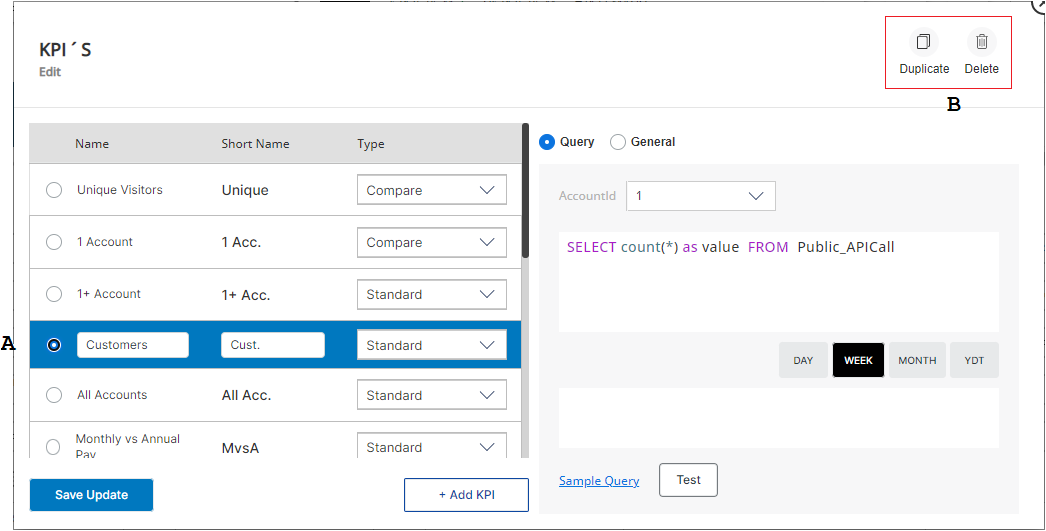 KPI´S
Edit
Duplicate Delete
B
Name Short Name Type
Unique Visitors Unique Compare
1 Account 1 Acc. Compare
1+ Account 1+ Acc. Standard
A
Customers Cust. Standard
All Accounts All Acc. Standard
Monthly vs Annual
Pay MvsA Standard
Save Update + Add KPI
Query General
AccountId 1
SELECT count(*) as value FROM Public_APICall
DAY WEEK MONTH YDT
Sample Query Test